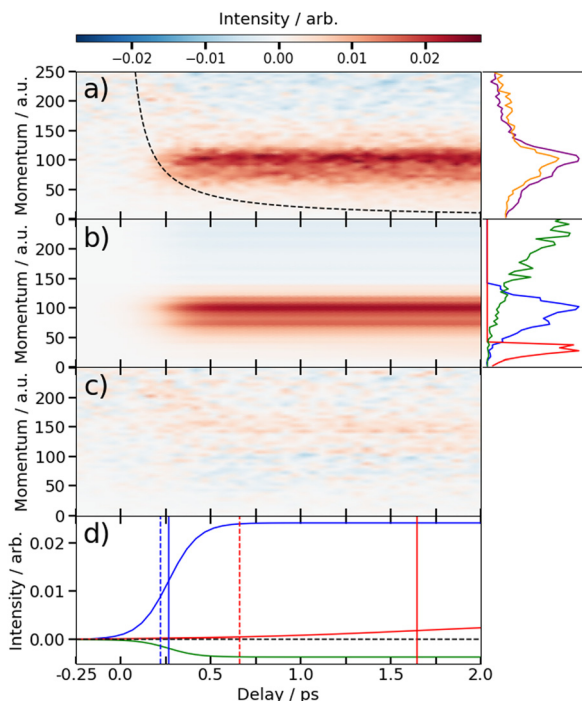 Intensity / arb.
−0.02 −0.01 0.00 0.01 0.02
a)
Momentum / a.u.
250
200
150
100
50
0
b)
Momentum / a.u.
200
150
100
50
0
c)
Momentum / a.u.
200
150
100
50
0
d)
Intensity / arb.
0.02
0.01
0.00
-0.25 0.0 0.5 1.0 1.5 2.0
Delay / ps